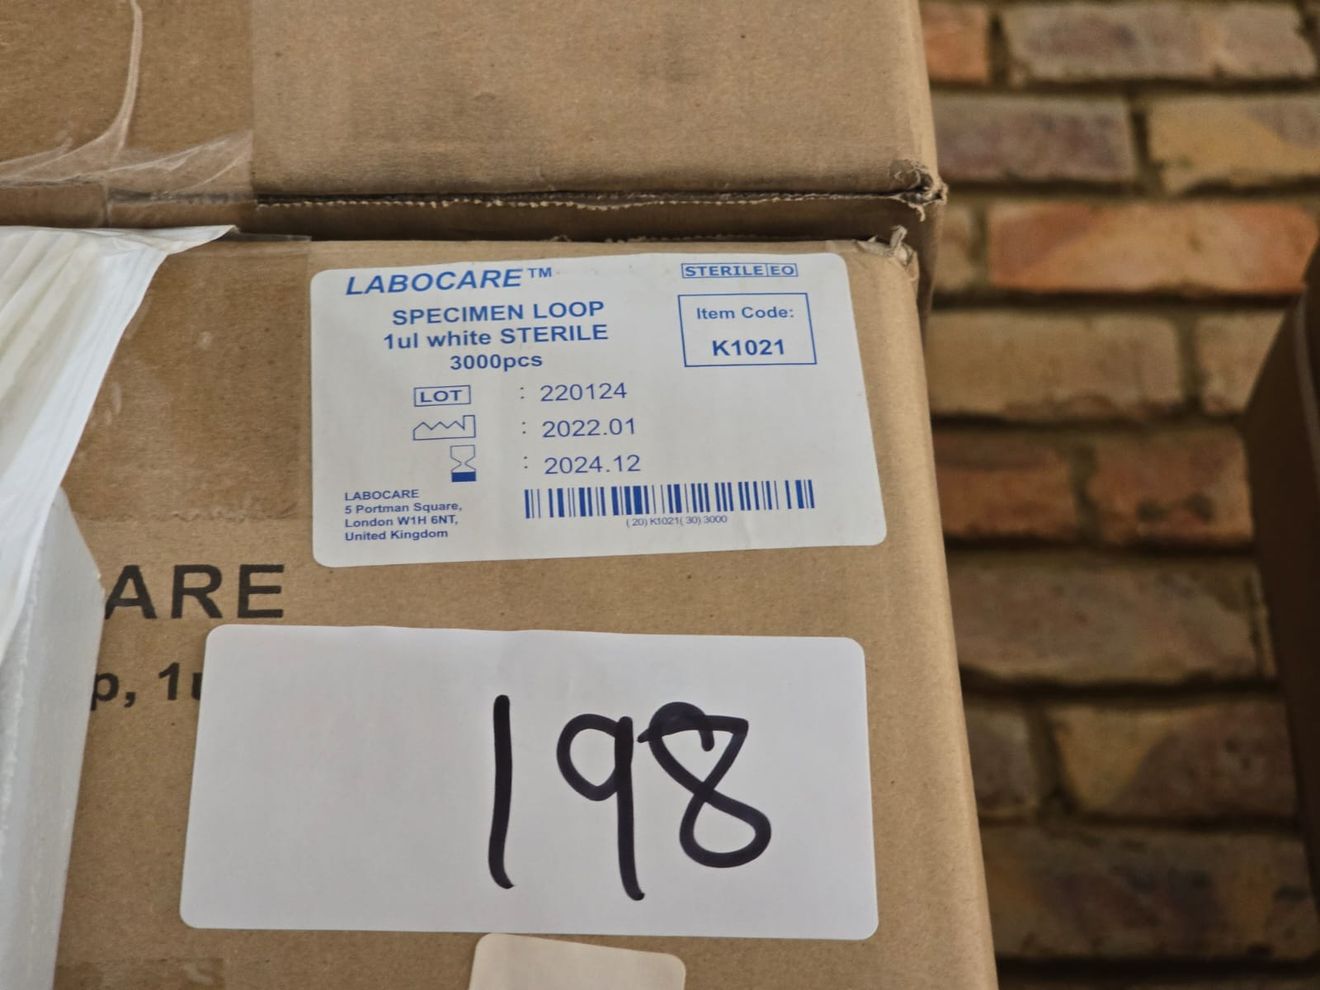 LABOCARE™
STERILE EO
SPECIMEN LOOP
1ul white STERILE
3000pcs
Item Code:
K1021
LOT : 220124
: 2022.01
: 2024.12
LABOCARE
5 Portman Square,
London W1H 6NT,
United Kingdom
( 20) K1021( 30) 3000
ARE
p, 1u
198